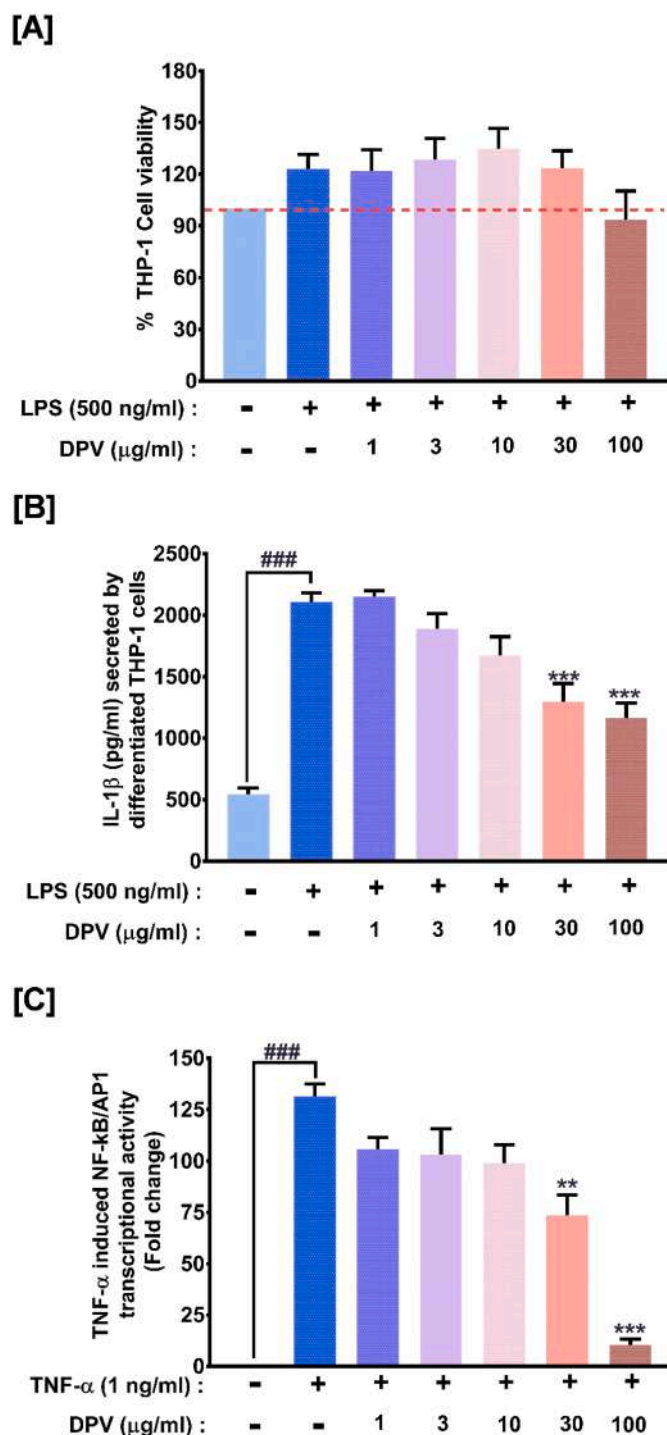 [A]
% THP-1 Cell viability
180
150
120
90
60
30
0
LPS (500 ng/ml) : - + + + + + +
DPV (μg/ml) : - - 1 3 10 30 100
[B]
IL-1β (pg/ml) secreted by
differentiated THP-1 cells
2500
2000
1500
1000
500
0
###
***
***
LPS (500 ng/ml) : - + + + + + +
DPV (μg/ml) : - - 1 3 10 30 100
[C]
TNF-α induced NF-kB/AP1
transcriptional activity
(Fold change)
150
125
100
75
50
25
0
###
**
***
TNF-α (1 ng/ml) : - + + + + + +
DPV (μg/ml) : - - 1 3 10 30 100